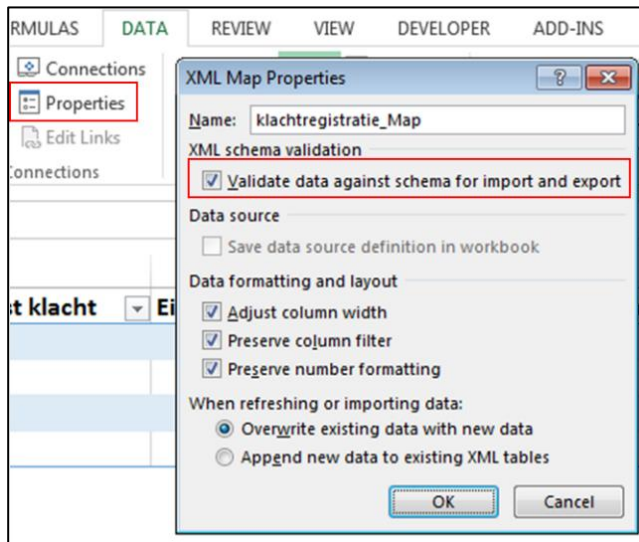 RMULAS DATA REVIEW VIEW DEVELOPER ADD-INS
Connections
Properties
Edit Links
onnections
st klacht Ei
XML Map Properties
Name: klachtregistratie_Map
XML schema validation
Validate data against schema for import and export
Data source
Save data source definition in workbook
Data formatting and layout
Adjust column width
Preserve column filter
Preserve number formatting
When refreshing or importing data:
Overwrite existing data with new data
Append new data to existing XML tables
OK Cancel